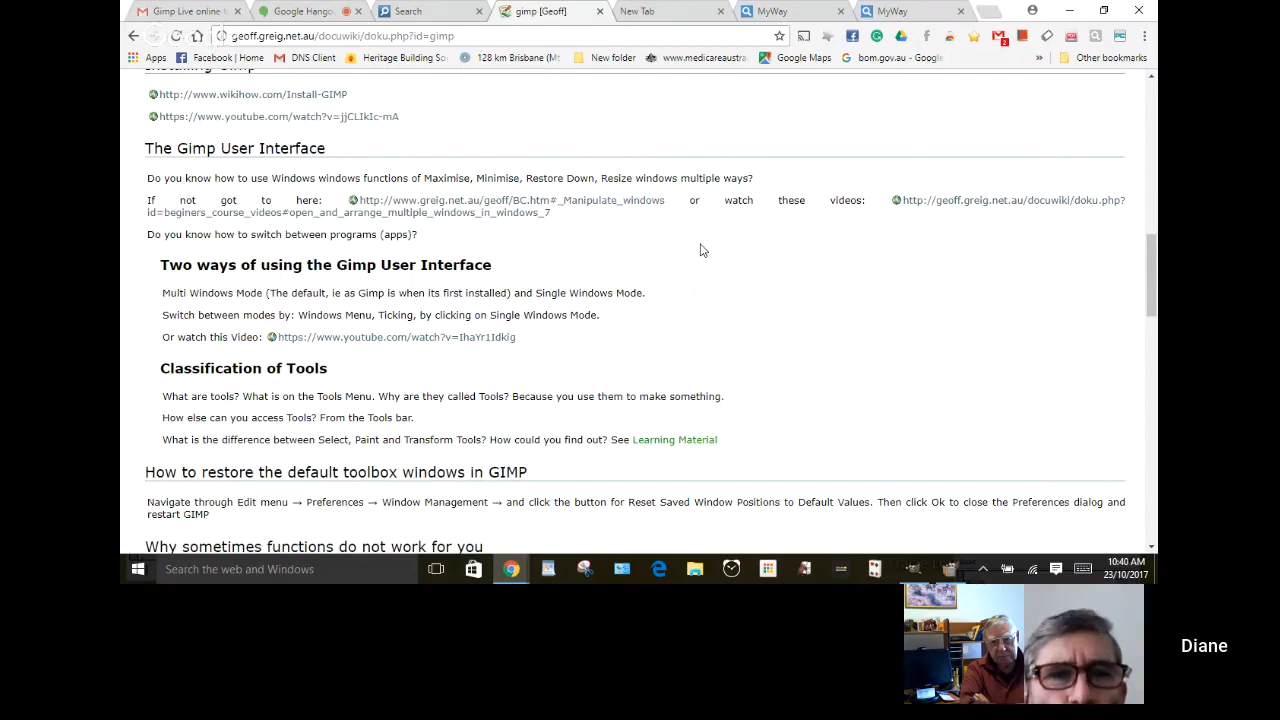 Gimp Live online t
Google Hango
Search
gimp [Geoff]
New Tab
MyWay
MyWay
geoff.greig.net.au/docuwiki/doku.php?id=gimp
Apps
Facebook | Home
DNS Client
Heritage Building So
128 km Brisbane (Mt
New folder
www.medicareaust
Google Maps
bom.gov.au - Google
»
Other bookmarks
Installing Gimp
http://www.wikihow.com/Install-GIMP
https://www.youtube.com/watch?v=jjCLIkIc-mA
The Gimp User Interface
Do you know how to use Windows windows functions of Maximise, Minimise, Restore Down, Resize windows multiple ways?
If not got to here: http://www.greig.net.au/geoff/BC.htm#_Manipulate_windows or watch these videos: http://geoff.greig.net.au/docuwiki/doku.php?
id=beginers_course_videos#open_and_arrange_multiple_windows_in_windows_7
Do you know how to switch between programs (apps)?
Two ways of using the Gimp User Interface
Multi Windows Mode (The default, ie as Gimp is when its first installed) and Single Windows Mode.
Switch between modes by: Windows Menu, Ticking, by clicking on Single Windows Mode.
Or watch this Video: https://www.youtube.com/watch?v=IhaYr1Idkig
Classification of Tools
What are tools? What is on the Tools Menu. Why are they called Tools? Because you use them to make something.
How else can you access Tools? From the Tools bar.
What is the difference between Select, Paint and Transform Tools? How could you find out? See Learning Material
How to restore the default toolbox windows in GIMP
Navigate through Edit menu → Preferences → Window Management → and click the button for Reset Saved Window Positions to Default Values. Then click Ok to close the Preferences dialog and
restart GIMP
Why sometimes functions do not work for you
Search the web and Windows
10:40 AM
23/10/2017
Diane